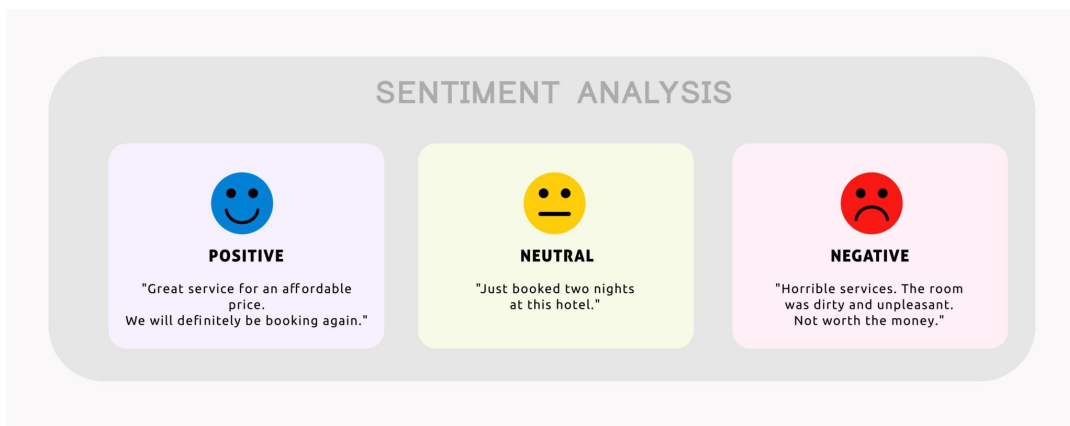 SENTIMENT ANALYSIS
POSITIVE
"Great service for an affordable
price.
We will definitely be booking again."
NEUTRAL
"Just booked two nights
at this hotel."
NEGATIVE
"Horrible services. The room
was dirty and unpleasant.
Not worth the money."